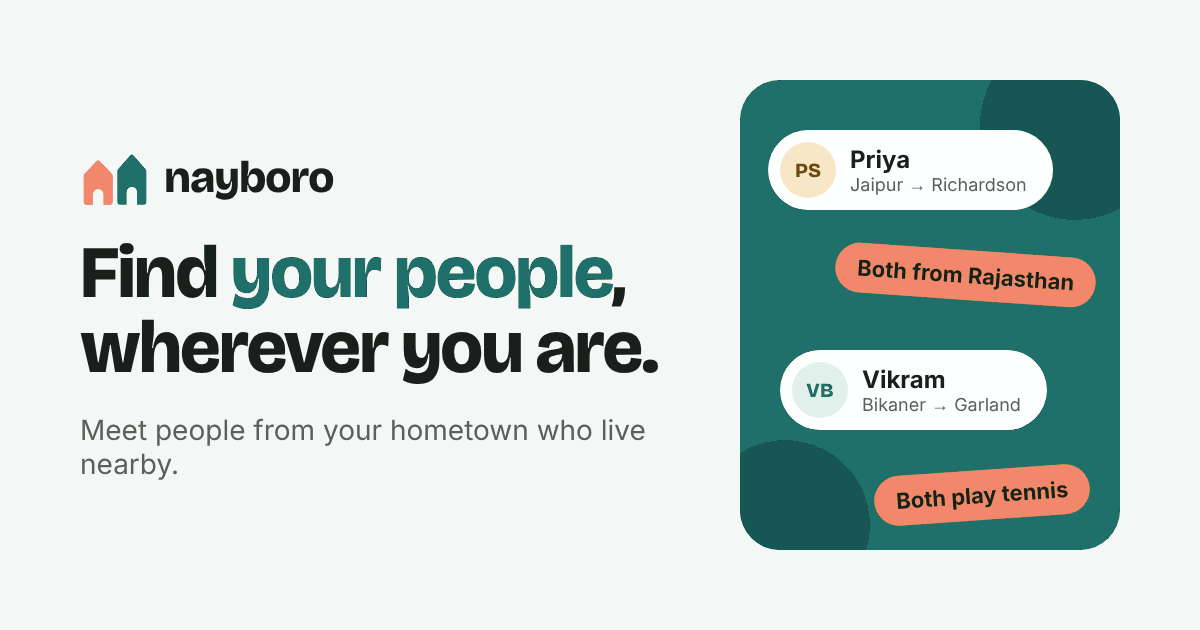 nayboro
Find your people,
wherever you are.
Meet people from your hometown who live
nearby.
PS
Priya
Jaipur → Richardson
Both from Rajasthan
VB
Vikram
Bikaner → Garland
Both play tennis